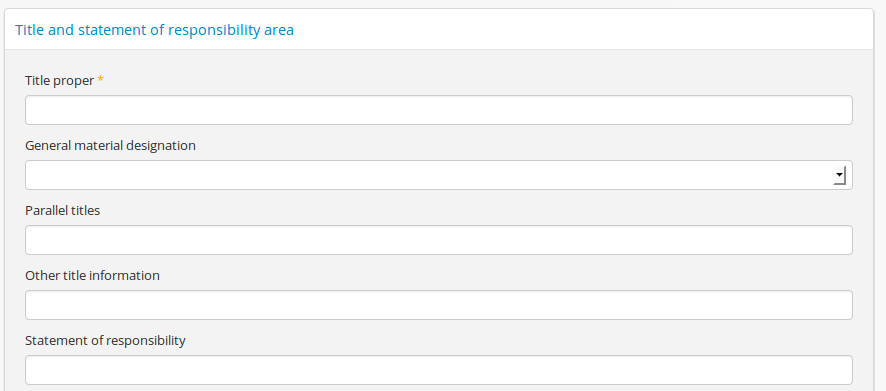 Title and statement of responsibility area
Title proper *
General material designation
Parallel titles
Other title information
Statement of responsibility